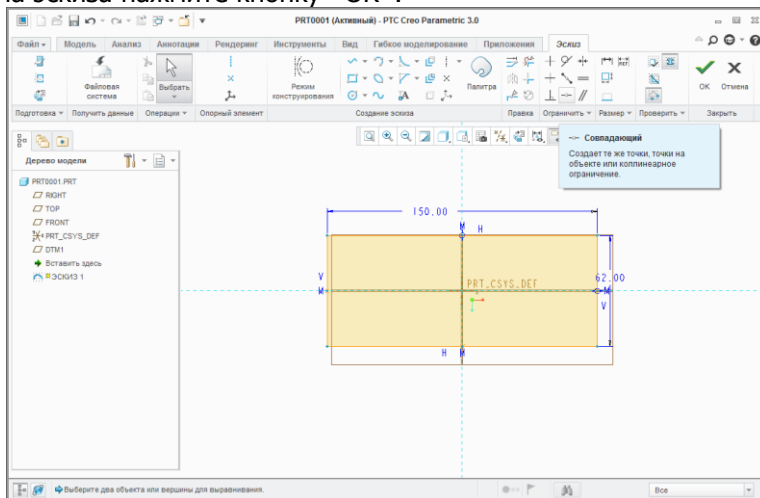 на эскиза нажмите кнопку "ОК".
PRT0001 (Активный) - PTC Creo Parametric 3.0
Файл Модель Анализ Аннотации Рендеринг Инструменты Вид Гибкое моделирование Приложения Эскиз
Файловая система
Выбрать
Режим конструирования
Палитра
ОК Отмена
Подготовка Получить данные Операции Опорный элемент Создание эскиза Правка Ограничить Размер Проверить Закрыть
Дерево модели
PRT0001.PRT
RIGHT
TOP
FRONT
PRT_CSYS_DEF
DTM1
Вставить здесь
ЭСКИЗ 1
Совпадающий
Создает те же точки, точки на
объекте или коллинеарное
ограничение.
150.00
M H
V
M
PRT_CSYS_DEF
62.00
M
V
H M
Выберите два объекта или вершины для выравнивания.
Все